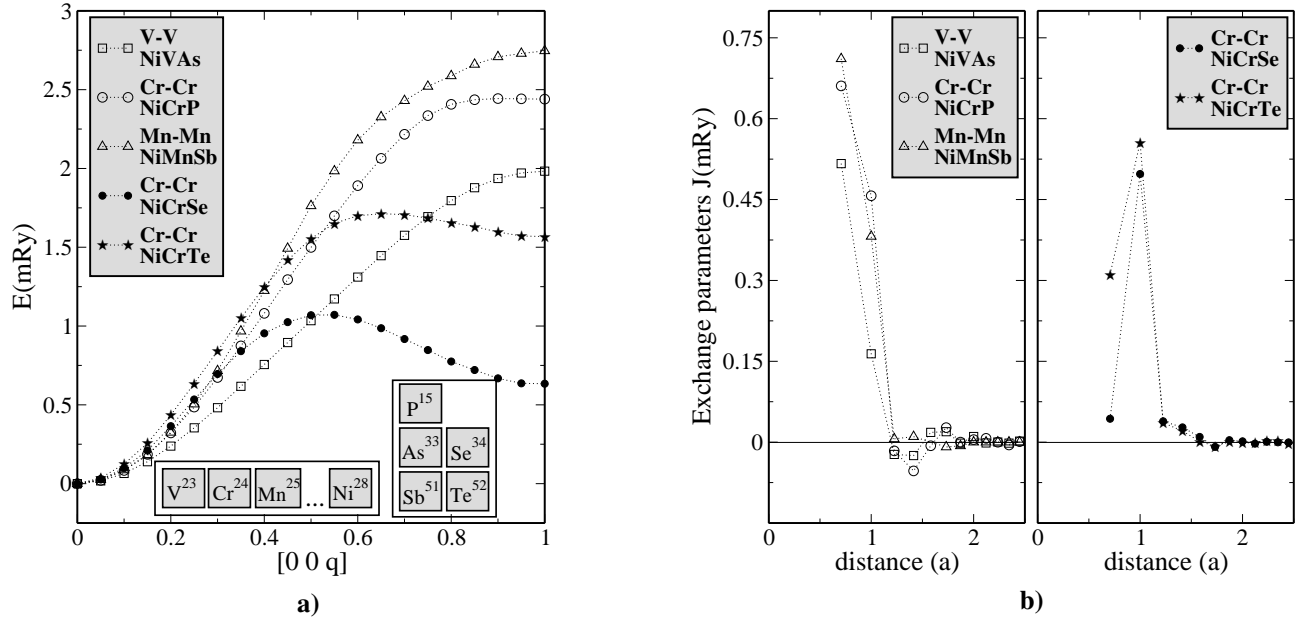 3
2.5
2
1.5
1
0.5
0
E(mRy)
V-V
NiVAs
Cr-Cr
NiCrP
Mn-Mn
NiMnSb
Cr-Cr
NiCrSe
Cr-Cr
NiCrTe
P15
As33 Se34
Sb51 Te52
V23 Cr24 Mn25 ... Ni28
0 0.2 0.4 0.6 0.8 1
[0 0 q]
a)
0.75
0.6
0.45
0.3
0.15
0
Exchange parameters J(mRy)
V-V
NiVAs
Cr-Cr
NiCrP
Mn-Mn
NiMnSb
0 1 2
distance (a)
Cr-Cr
NiCrSe
Cr-Cr
NiCrTe
0 1 2
distance (a)
b)